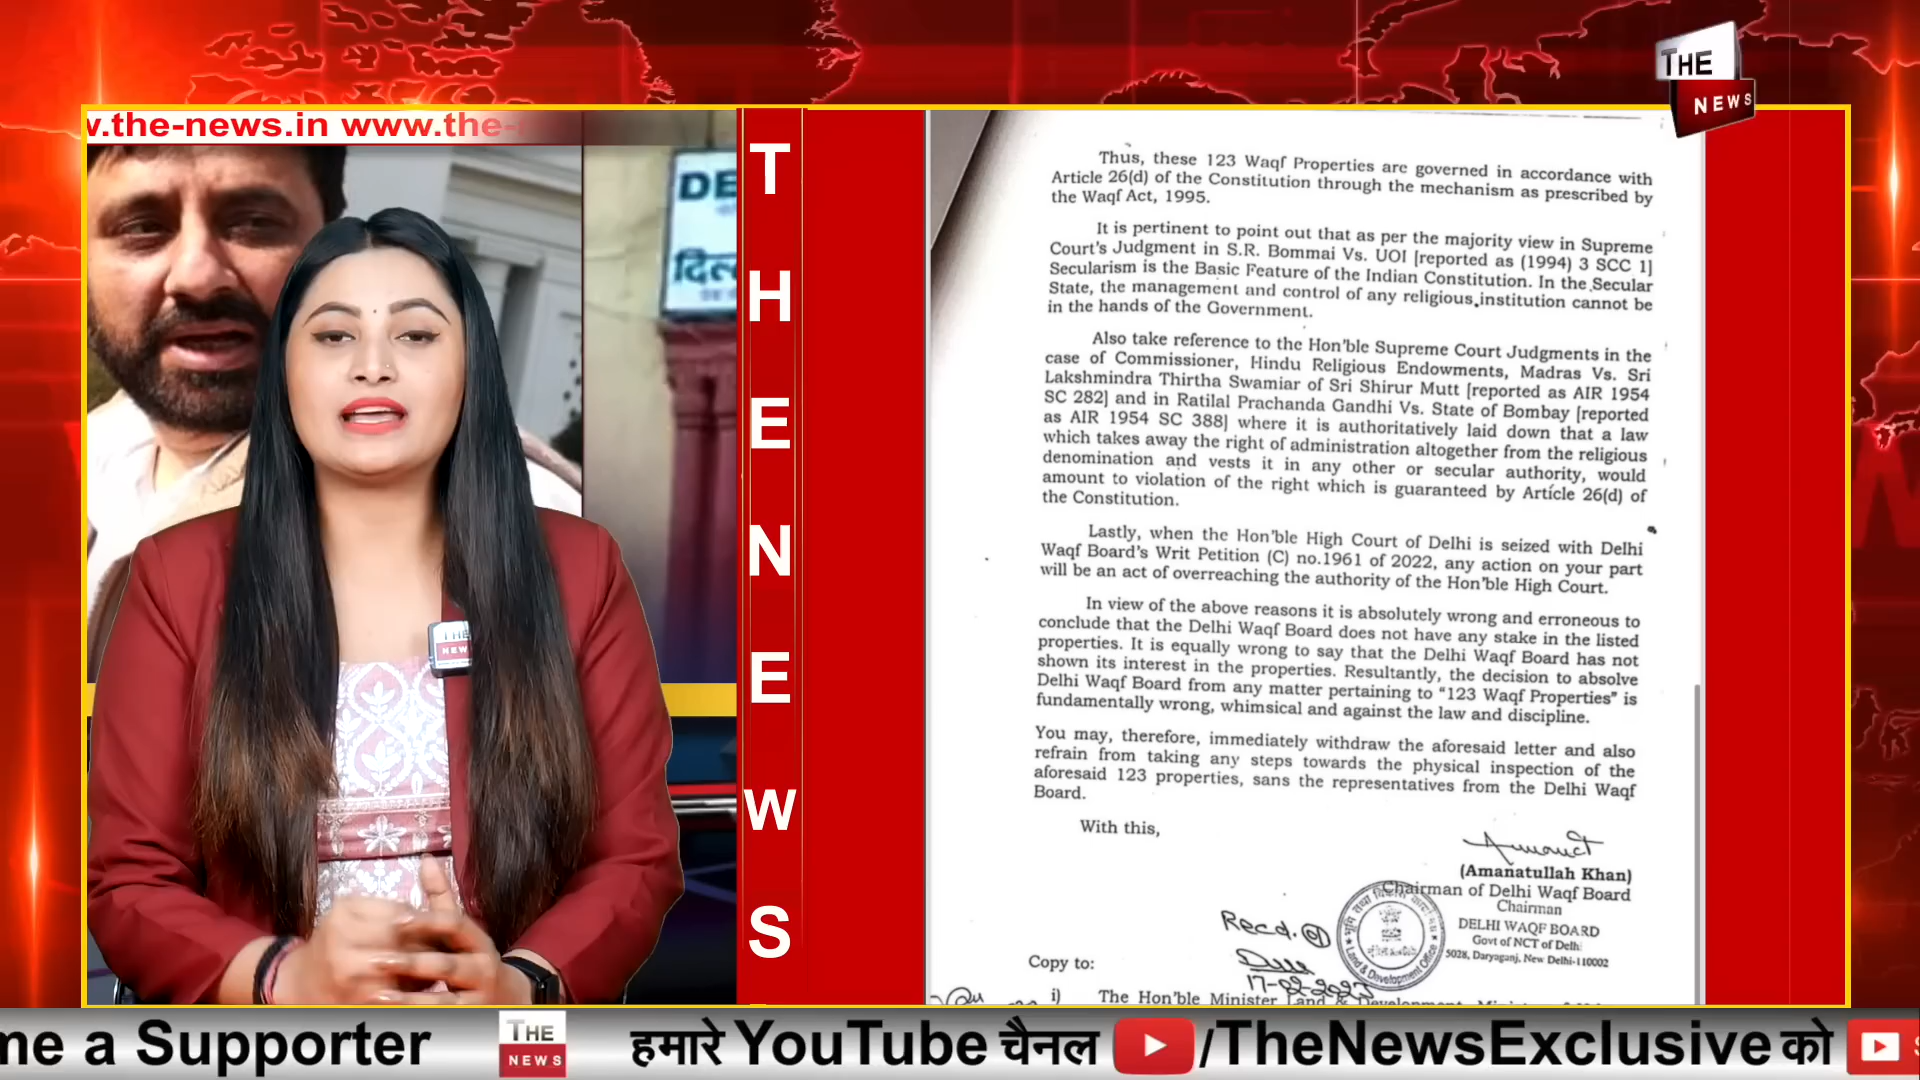 v.the-news.in www.the-
THE
NEWS
DE
दिल्
THE
NEWS
T
H
E
N
E
W
S
Thus, these 123 Waqf Properties are governed in accordance with
Article 26(d) of the Constitution through the mechanism as prescribed by
the Waqf Act, 1995.
It is pertinent to point out that as per the majority view in Supreme
Court's Judgment in S.R. Bommai Vs. UOI [reported as (1994) 3 SCC 1]
Secularism is the Basic Feature of the Indian Constitution. In the Secular
State, the management and control of any religious institution cannot be
in the hands of the Government.
Also take reference to the Hon'ble Supreme Court Judgments in the
case of Commissioner, Hindu Religious Endowments, Madras Vs. Sri
Lakshmindra Thirtha Swamiar of Sri Shirur Mutt [reported as AIR 1954
SC 282] and in Ratilal Prachanda Gandhi Vs. State of Bombay [reported
as AIR 1954 SC 388] where it is authoritatively laid down that a law
which takes away the right of administration altogether from the religious
denomination and vests it in any other or secular authority, would
amount to violation of the right which is guaranteed by Article 26(d) of
the Constitution.
Lastly, when the Hon'ble High Court of Delhi is seized with Delhi
Waqf Board's Writ Petition (C) no.1961 of 2022, any action on your part
will be an act of overreaching the authority of the Hon'ble High Court.
In view of the above reasons it is absolutely wrong and erroneous to
conclude that the Delhi Waqf Board does not have any stake in the listed
properties. It is equally wrong to say that the Delhi Waqf Board has not
shown its interest in the properties. Resultantly, the decision to absolve
Delhi Waqf Board from any matter pertaining to "123 Waqf Properties" is
fundamentally wrong, whimsical and against the law and discipline.
You may, therefore, immediately withdraw the aforesaid letter and also
refrain from taking any steps towards the physical inspection of the
aforesaid 123 properties, sans the representatives from the Delhi Waqf
Board.
With this,
(Amanatullah Khan)
Chairman of Delhi Waqf Board
Chairman
DELHI WAQF BOARD
Govt of NCT of Delhi
5028, Daryaganj, New Delhi-110002
Recd.
17-02-2023
Land & Development Office
Copy to:
i) The Hon'ble Minister Land & Development
me a Supporter THE NEWS हमारे YouTube चैनल /TheNewsExclusive को